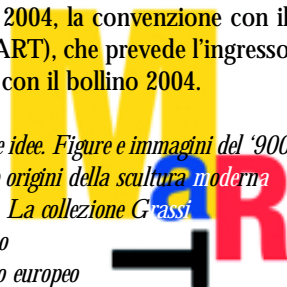 2004, la convenzione con il
ART), che prevede l’ingresso
con il bollino 2004.
e idee. Figure e immagini del ‘900
origini della scultura moderna
La collezione Grassi
o
o europeo
MaRT